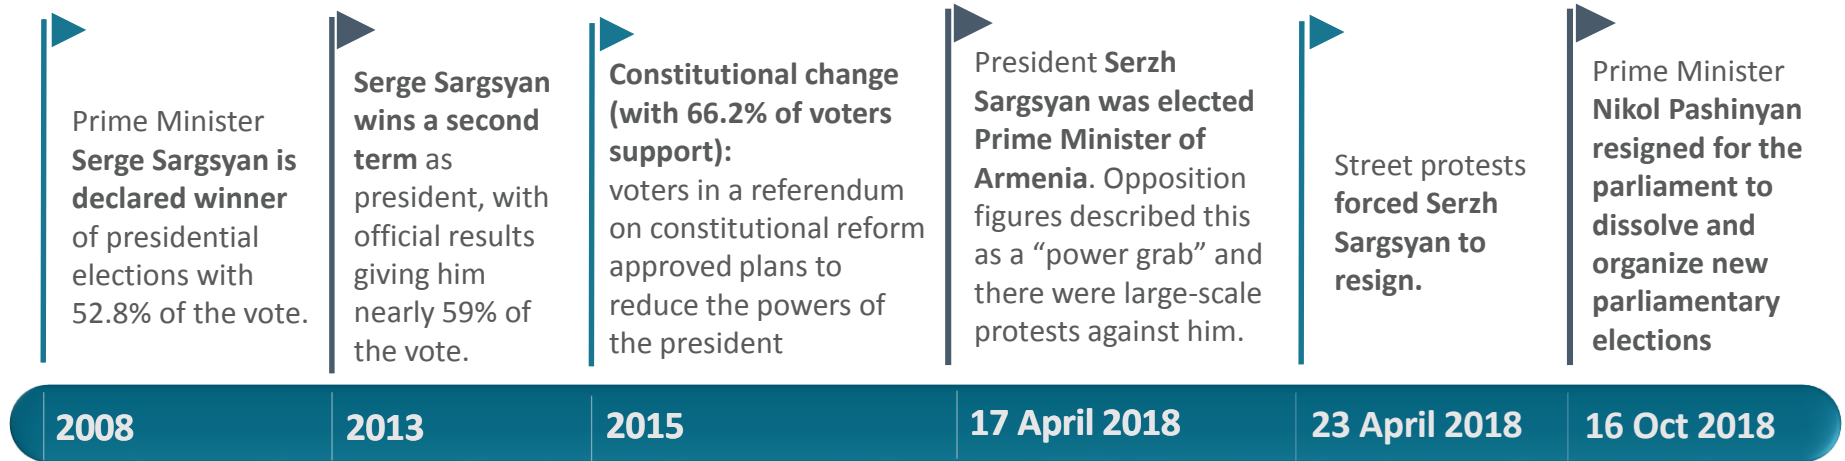 Prime Minister
Serge Sargsyan is
declared winner
of presidential
elections with
52.8% of the vote.
Serge Sargsyan
wins a second
term as
president, with
official results
giving him
nearly 59% of
the vote.
Constitutional change
(with 66.2% of voters
support):
voters in a referendum
on constitutional reform
approved plans to
reduce the powers of
the president
President Serzh
Sargsyan was elected
Prime Minister of
Armenia. Opposition
figures described this
as a “power grab” and
there were large-scale
protests against him.
Street protests
forced Serzh
Sargsyan to
resign.
Prime Minister
Nikol Pashinyan
resigned for the
parliament to
dissolve and
organize new
parliamentary
elections
2008
2013
2015
17 April 2018
23 April 2018
16 Oct 2018